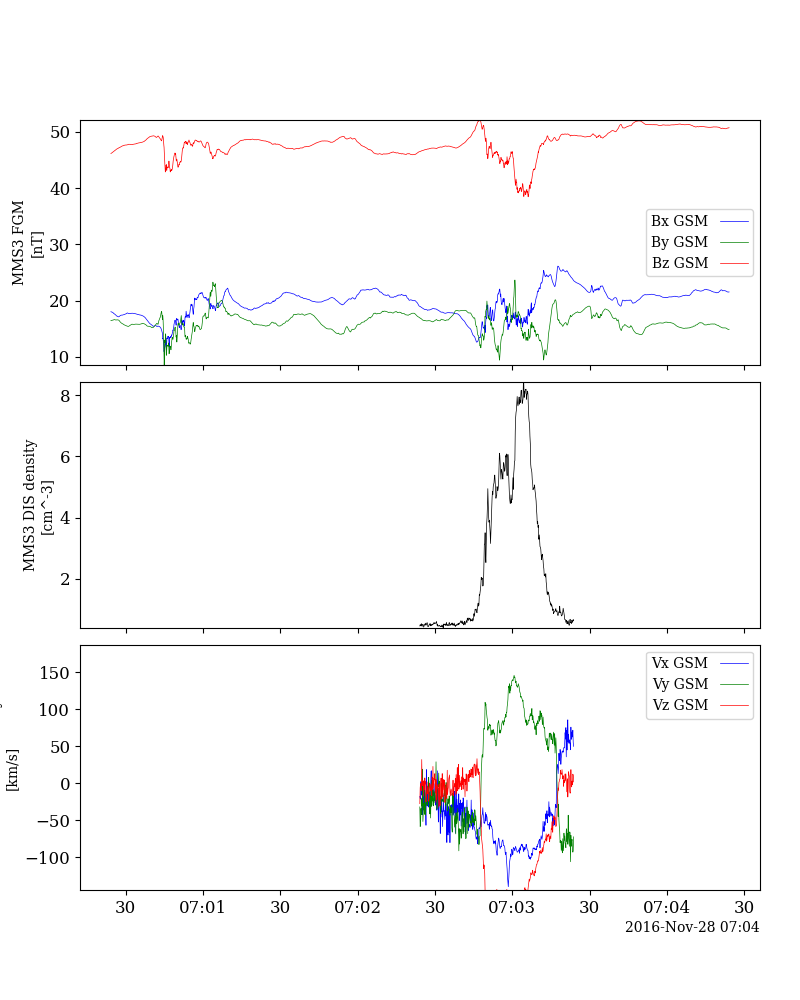 50
40
30
20
10
MMS3 FGM
[nT]
Bx GSM
By GSM
Bz GSM
8
6
4
2
MMS3 DIS density
[cm^-3]
150
100
50
0
−50
−100
[km/s]
Vx GSM
Vy GSM
Vz GSM
30 07:01 30 07:02 30 07:03 30 07:04 30
2016-Nov-28 07:04